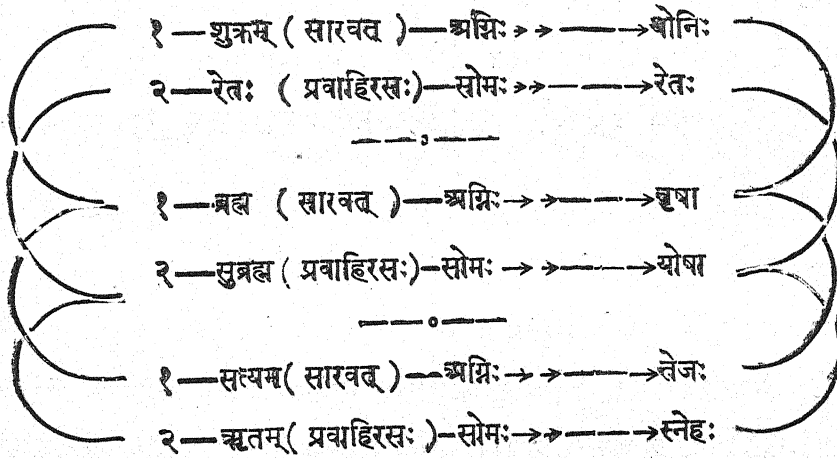 १—शुक्रम् ( सारवत् )—अग्निः→→——→योनिः
२—रेतः ( प्रवाहिरसः)—सोमः→→——→रेतः
१—ब्रह्म ( सारवत् )—अग्निः→→——→वृषा
२—सुब्रह्म ( प्रवाहिरसः)—सोमः→→——→योषा
१—सत्यम् ( सारवत् )—अग्निः→→——→तेजः
२—ऋतम् ( प्रवाहिरसः )—सोमः→→——→स्नेहः